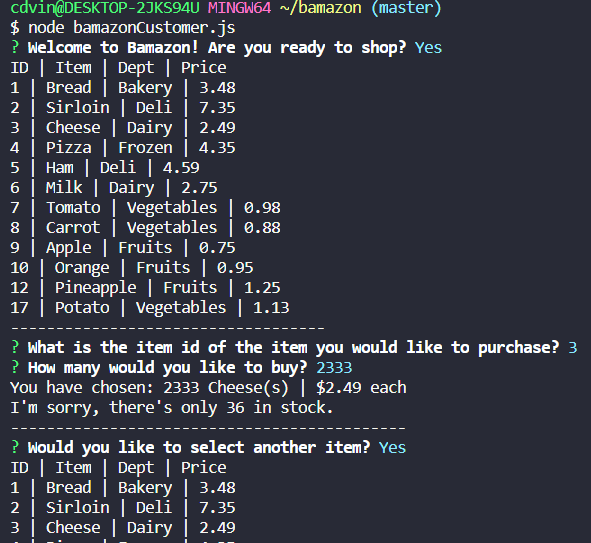 cdvin@DESKTOP-2JKS94U MINGW64 ~/bamazon (master)
$ node bamazonCustomer.js
? Welcome to Bamazon! Are you ready to shop? Yes
ID | Item | Dept | Price
1 | Bread | Bakery | 3.48
2 | Sirloin | Deli | 7.35
3 | Cheese | Dairy | 2.49
4 | Pizza | Frozen | 4.35
5 | Ham | Deli | 4.59
6 | Milk | Dairy | 2.75
7 | Tomato | Vegetables | 0.98
8 | Carrot | Vegetables | 0.88
9 | Apple | Fruits | 0.75
10 | Orange | Fruits | 0.95
12 | Pineapple | Fruits | 1.25
17 | Potato | Vegetables | 1.13
-----------------------------------
? What is the item id of the item you would like to purchase? 3
? How many would you like to buy? 2333
You have chosen: 2333 Cheese(s) | $2.49 each
I'm sorry, there's only 36 in stock.
--------------------------------------------
? Would you like to select another item? Yes
ID | Item | Dept | Price
1 | Bread | Bakery | 3.48
2 | Sirloin | Deli | 7.35
3 | Cheese | Dairy | 2.49